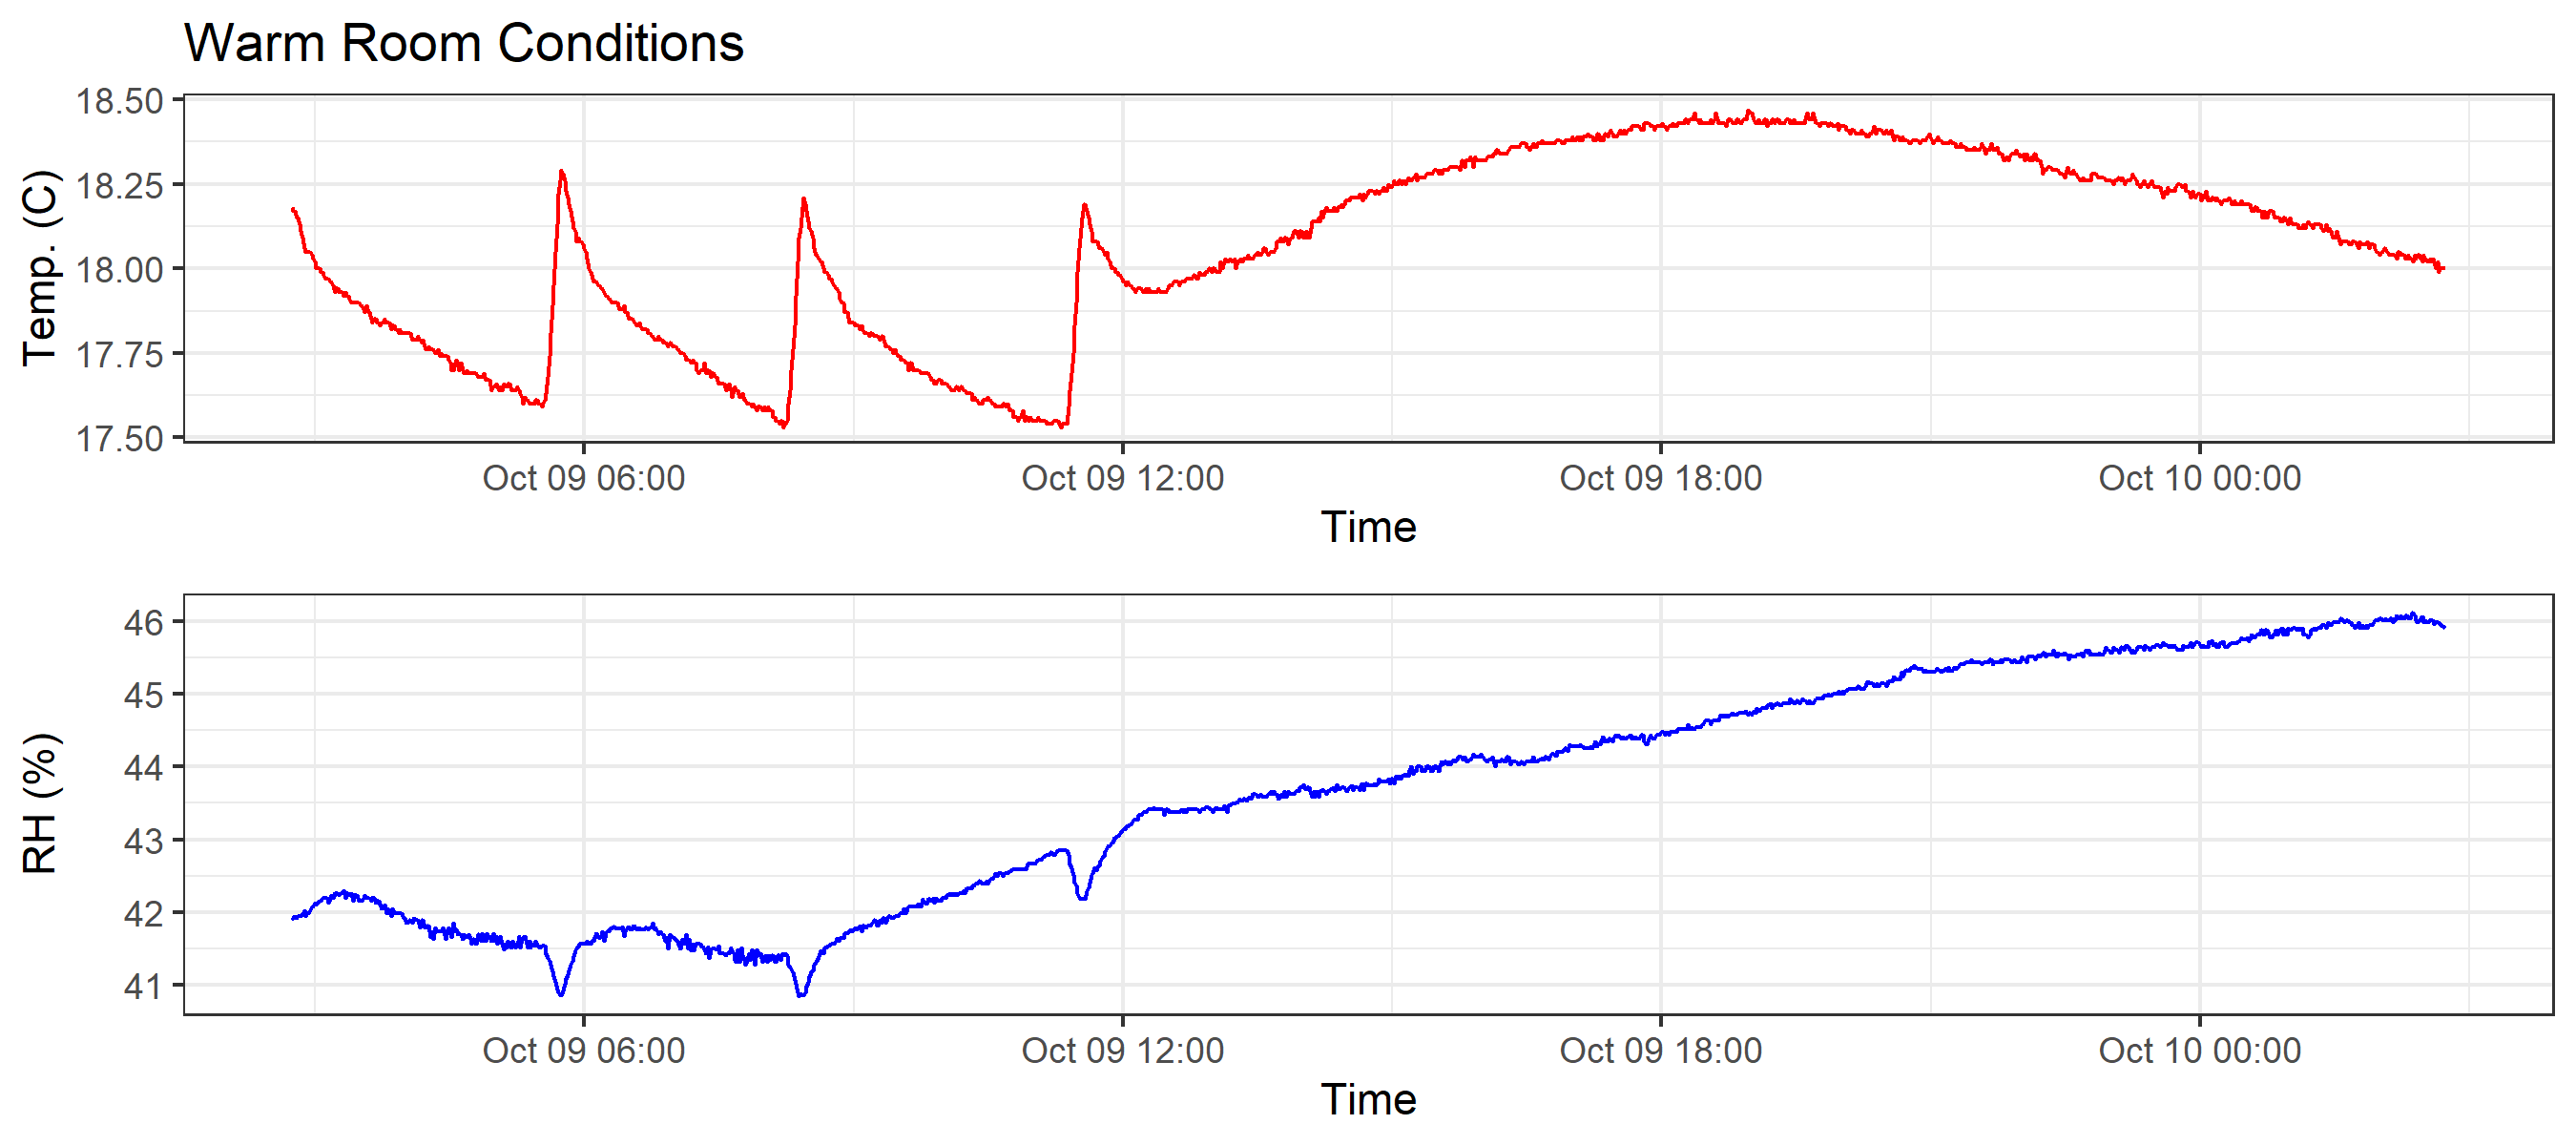 Warm Room Conditions
Temp. (C)
18.50
18.25
18.00
17.75
17.50
Oct 09 06:00 Oct 09 12:00 Oct 09 18:00 Oct 10 00:00
Time
RH (%)
46
45
44
43
42
41
Oct 09 06:00 Oct 09 12:00 Oct 09 18:00 Oct 10 00:00
Time